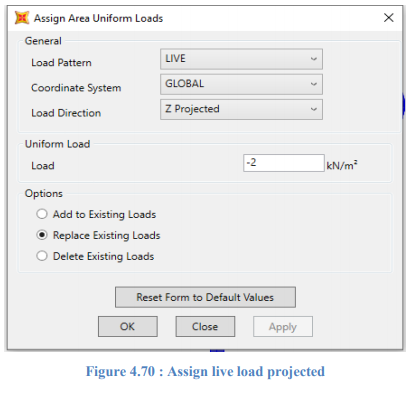 Assign Area Uniform Loads
General
Load Pattern LIVE
Coordinate System GLOBAL
Load Direction Z Projected
Uniform Load
Load -2 kN/m²
Options
Add to Existing Loads
Replace Existing Loads
Delete Existing Loads
Reset Form to Default Values
OK Close Apply
Figure 4.70 : Assign live load projected